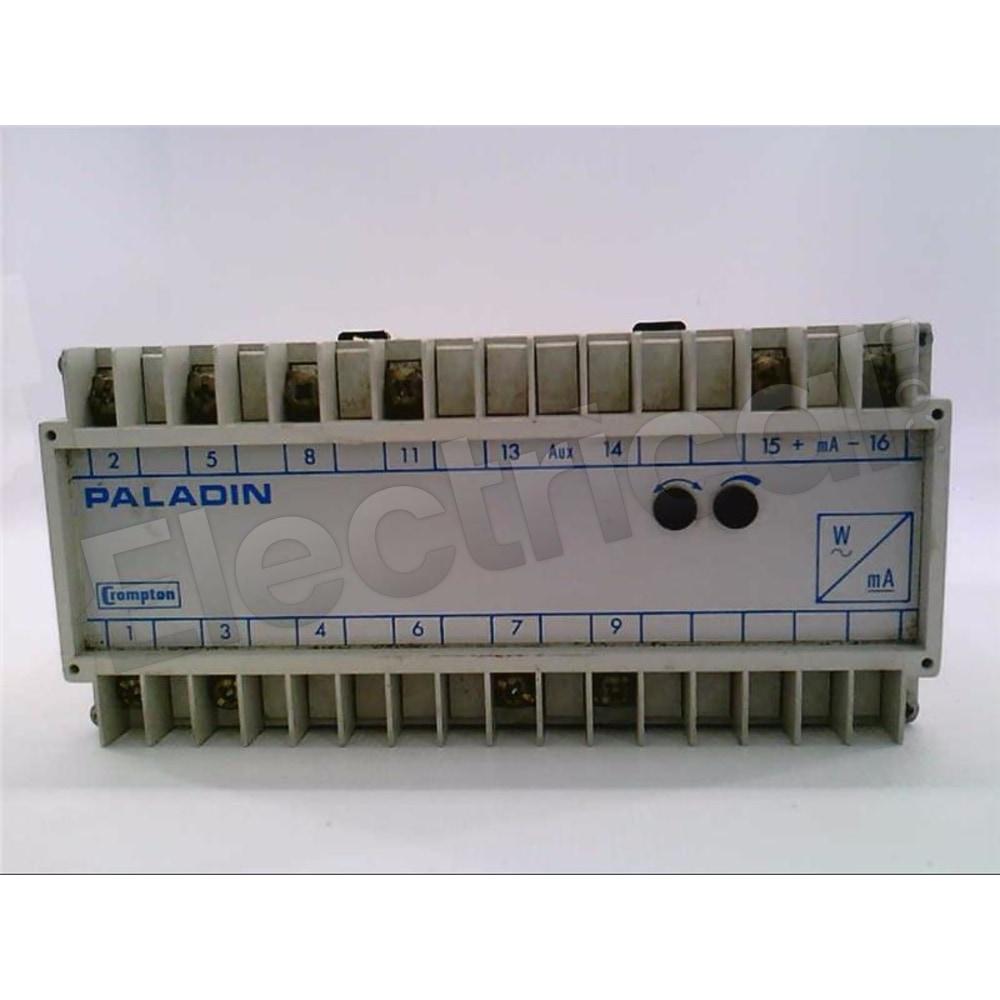 2 5 8 11 13 Aux 14 15 + mA - 16
PALADIN
W
~
mA
Crompton
1 3 4 6 7 9
Electrical